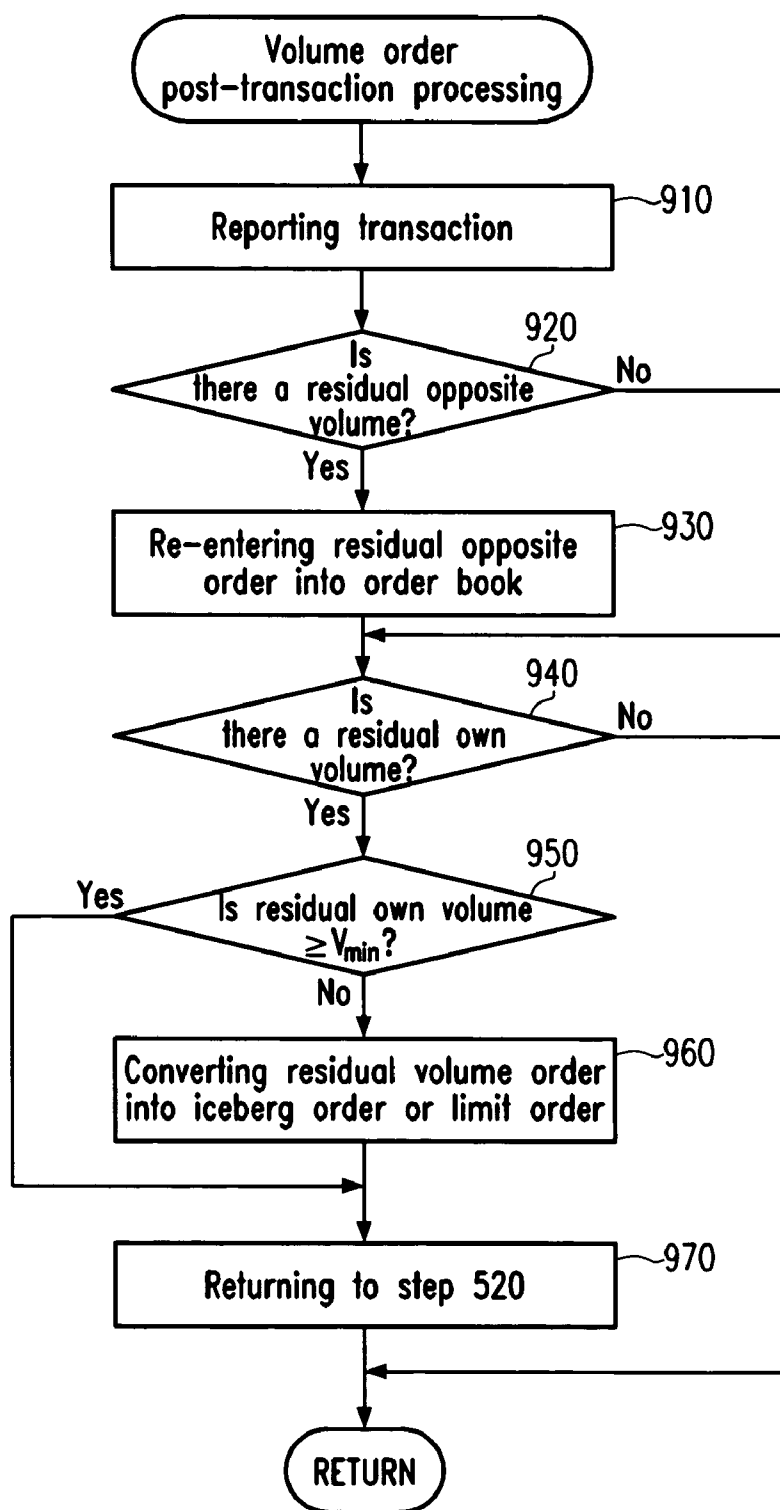 Volume order
post-transaction processing
910
Reporting transaction
920
Is
there a residual opposite
volume?
No
Yes
930
Re-entering residual opposite
order into order book
940
Is
there a residual own
volume?
No
Yes
950
Yes
Is residual own volume
≥Vmin?
No
960
Converting residual volume order
into iceberg order or limit order
970
Returning to step 520
RETURN